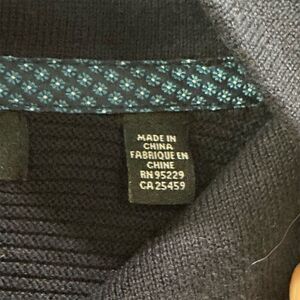 MADE IN
CHINA
FABRIQUE EN
CHINE
RN 95229
CA 25459